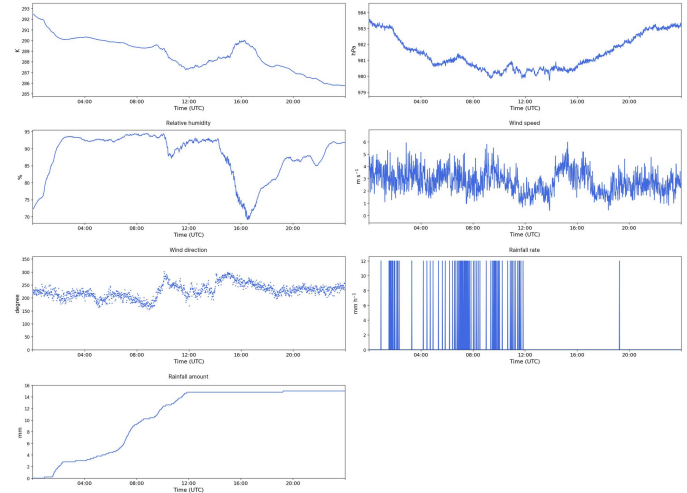 293
292
291
290
289
288
287
286
285
K
04:00 08:00 12:00 16:00 20:00
Time (UTC)
984
983
982
981
980
979
hPa
04:00 08:00 12:00 16:00 20:00
Time (UTC)
Relative humidity
95
90
85
80
75
70
%
04:00 08:00 12:00 16:00 20:00
Time (UTC)
Wind speed
6
5
4
3
2
1
0
m s⁻¹
04:00 08:00 12:00 16:00 20:00
Time (UTC)
Wind direction
350
300
250
200
150
100
50
0
degree
04:00 08:00 12:00 16:00 20:00
Time (UTC)
Rainfall rate
12
10
8
6
4
2
0
mm h⁻¹
04:00 08:00 12:00 16:00 20:00
Time (UTC)
Rainfall amount
16
14
12
10
8
6
4
2
0
mm
04:00 08:00 12:00 16:00 20:00
Time (UTC)